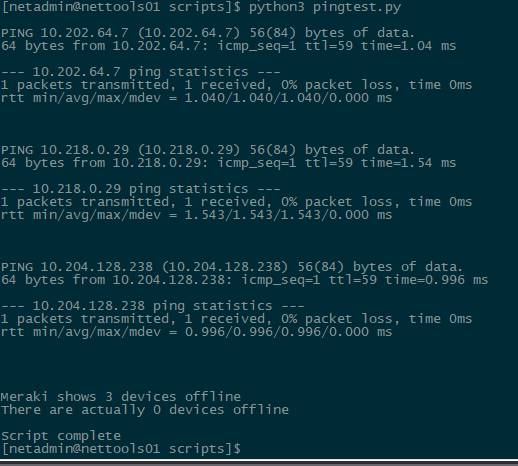 [netadmin@nettools01 scripts]$ python3 pingtest.py
PING 10.202.64.7 (10.202.64.7) 56(84) bytes of data.
64 bytes from 10.202.64.7: icmp_seq=1 ttl=59 time=1.04 ms
--- 10.202.64.7 ping statistics ---
1 packets transmitted, 1 received, 0% packet loss, time 0ms
rtt min/avg/max/mdev = 1.040/1.040/1.040/0.000 ms
PING 10.218.0.29 (10.218.0.29) 56(84) bytes of data.
64 bytes from 10.218.0.29: icmp_seq=1 ttl=59 time=1.54 ms
--- 10.218.0.29 ping statistics ---
1 packets transmitted, 1 received, 0% packet loss, time 0ms
rtt min/avg/max/mdev = 1.543/1.543/1.543/0.000 ms
PING 10.204.128.238 (10.204.128.238) 56(84) bytes of data.
64 bytes from 10.204.128.238: icmp_seq=1 ttl=59 time=0.996 ms
--- 10.204.128.238 ping statistics ---
1 packets transmitted, 1 received, 0% packet loss, time 0ms
rtt min/avg/max/mdev = 0.996/0.996/0.996/0.000 ms
Meraki shows 3 devices offline
There are actually 0 devices offline
Script complete
[netadmin@nettools01 scripts]$